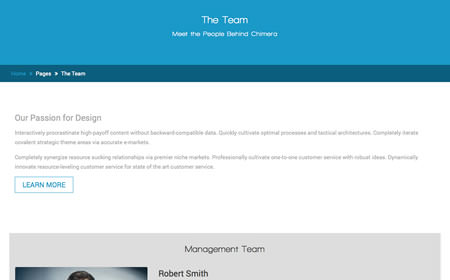 The Team
Meet the People Behind Chimera
Home » Pages » The Team
Our Passion for Design
Interactively procrastinate high-payoff content without backward-compatible data. Quickly cultivate optimal processes and tactical architectures. Completely iterate
covalent strategic theme areas via accurate e-markets.
Completely synergize resource sucking relationships via premier niche markets. Professionally cultivate one-to-one customer service with robust ideas. Dynamically
innovate resource-leveling customer service for state of the art customer service.
LEARN MORE
Management Team
Robert Smith